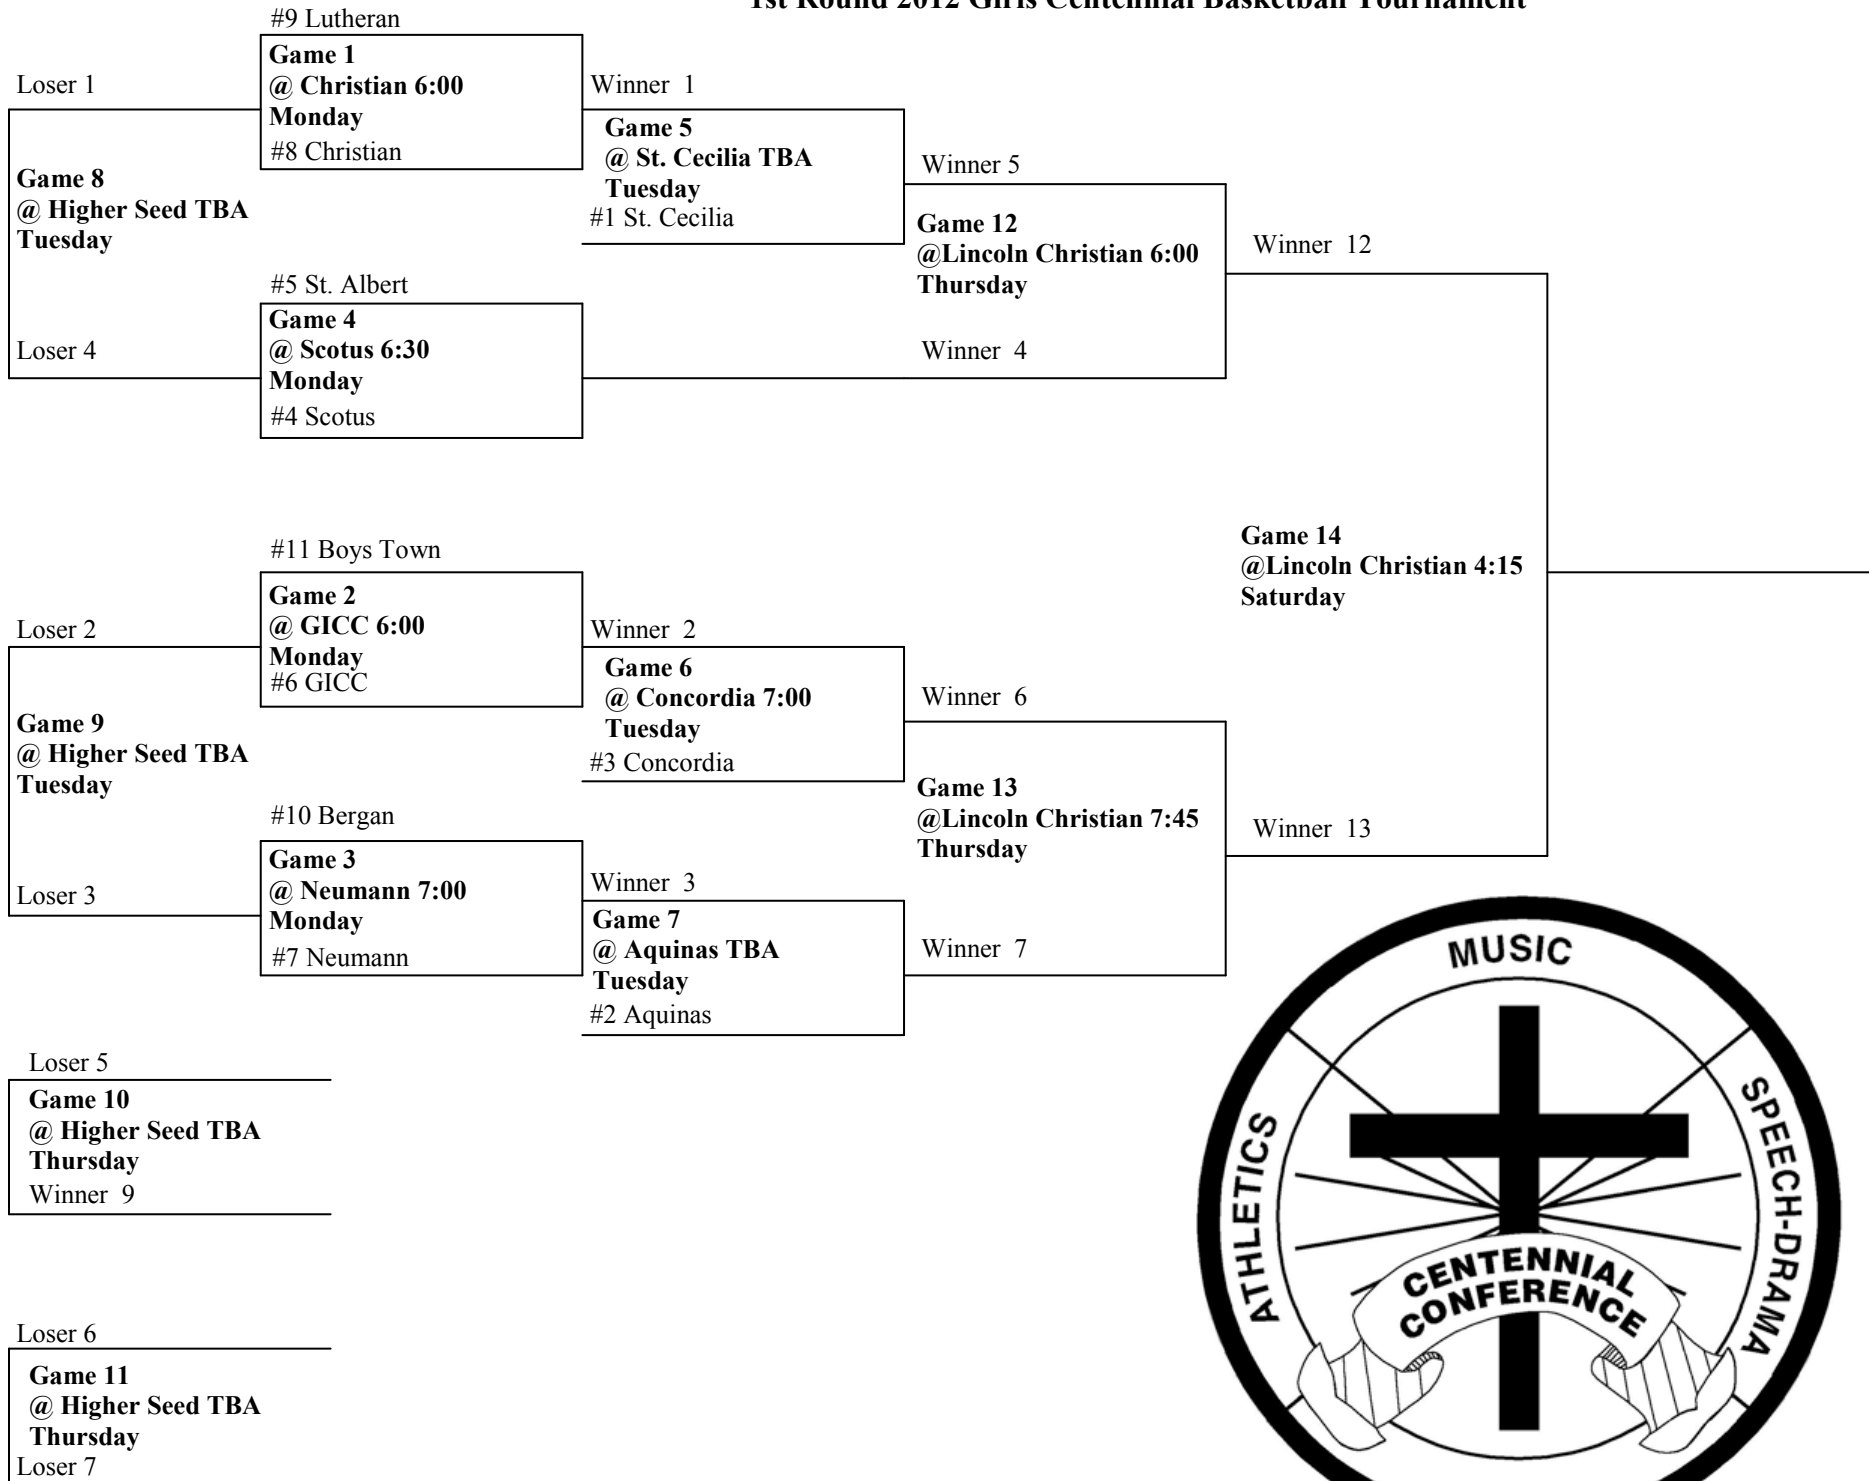 1st Round 2012 Girls Centennial Basketball Tournament
#9 Lutheran
Game 1
@ Christian 6:00
Monday
#8 Christian
Loser 1
Winner 1
Game 5
@ St. Cecilia TBA
Tuesday
#1 St. Cecilia
Winner 5
Game 8
@ Higher Seed TBA
Tuesday
Game 12
@Lincoln Christian 6:00
Thursday
Winner 12
#5 St. Albert
Game 4
@ Scotus 6:30
Monday
#4 Scotus
Loser 4
Winner 4
Game 14
@Lincoln Christian 4:15
Saturday
#11 Boys Town
Game 2
@ GICC 6:00
Monday
#6 GICC
Loser 2
Winner 2
Game 6
@ Concordia 7:00
Tuesday
#3 Concordia
Winner 6
Game 9
@ Higher Seed TBA
Tuesday
Game 13
@Lincoln Christian 7:45
Thursday
Winner 13
#10 Bergan
Game 3
@ Neumann 7:00
Monday
#7 Neumann
Loser 3
Winner 3
Game 7
@ Aquinas TBA
Tuesday
#2 Aquinas
Winner 7
Loser 5
Game 10
@ Higher Seed TBA
Thursday
Winner 9
Loser 6
Game 11
@ Higher Seed TBA
Thursday
Loser 7
MUSIC
ATHLETICS
SPEECH-DRAMA
CENTENNIAL
CONFERENCE